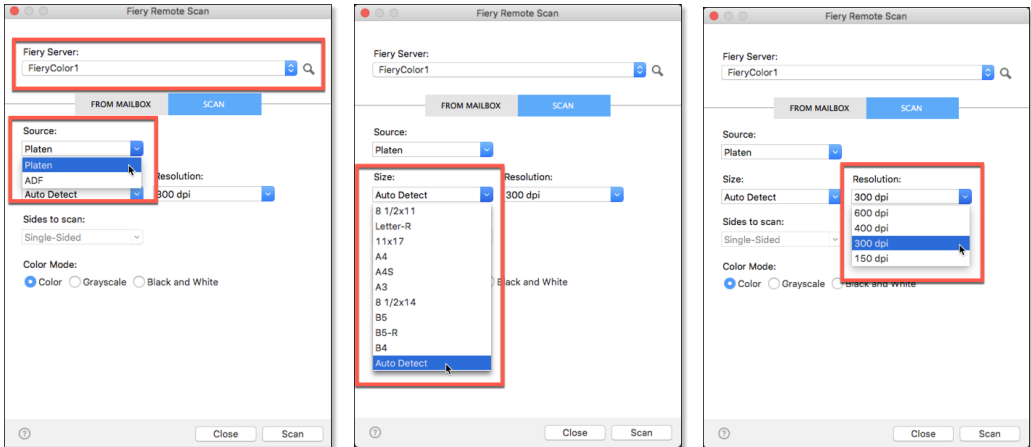 Fiery Remote Scan
Fiery Server:
FieryColor1
FROM MAILBOX
SCAN
Source:
Platen
Platen
ADF
Auto Detect
Resolution:
300 dpi
Sides to scan:
Single-Sided
Color Mode:
Color
Grayscale
Black and White
?
Close
Scan
Fiery Remote Scan
Fiery Server:
FieryColor1
FROM MAILBOX
SCAN
Source:
Platen
Size:
Auto Detect
8 1/2x11
Letter-R
11x17
A4
A4S
A3
8 1/2x14
B5
B5-R
B4
Auto Detect
Resolution:
300 dpi
Black and White
?
Close
Scan
Fiery Remote Scan
Fiery Server:
FieryColor1
FROM MAILBOX
SCAN
Source:
Platen
Size:
Auto Detect
Resolution:
300 dpi
600 dpi
400 dpi
300 dpi
150 dpi
Sides to scan:
Single-Sided
Color Mode:
Color
Grayscale
Black and White
?
Close
Scan